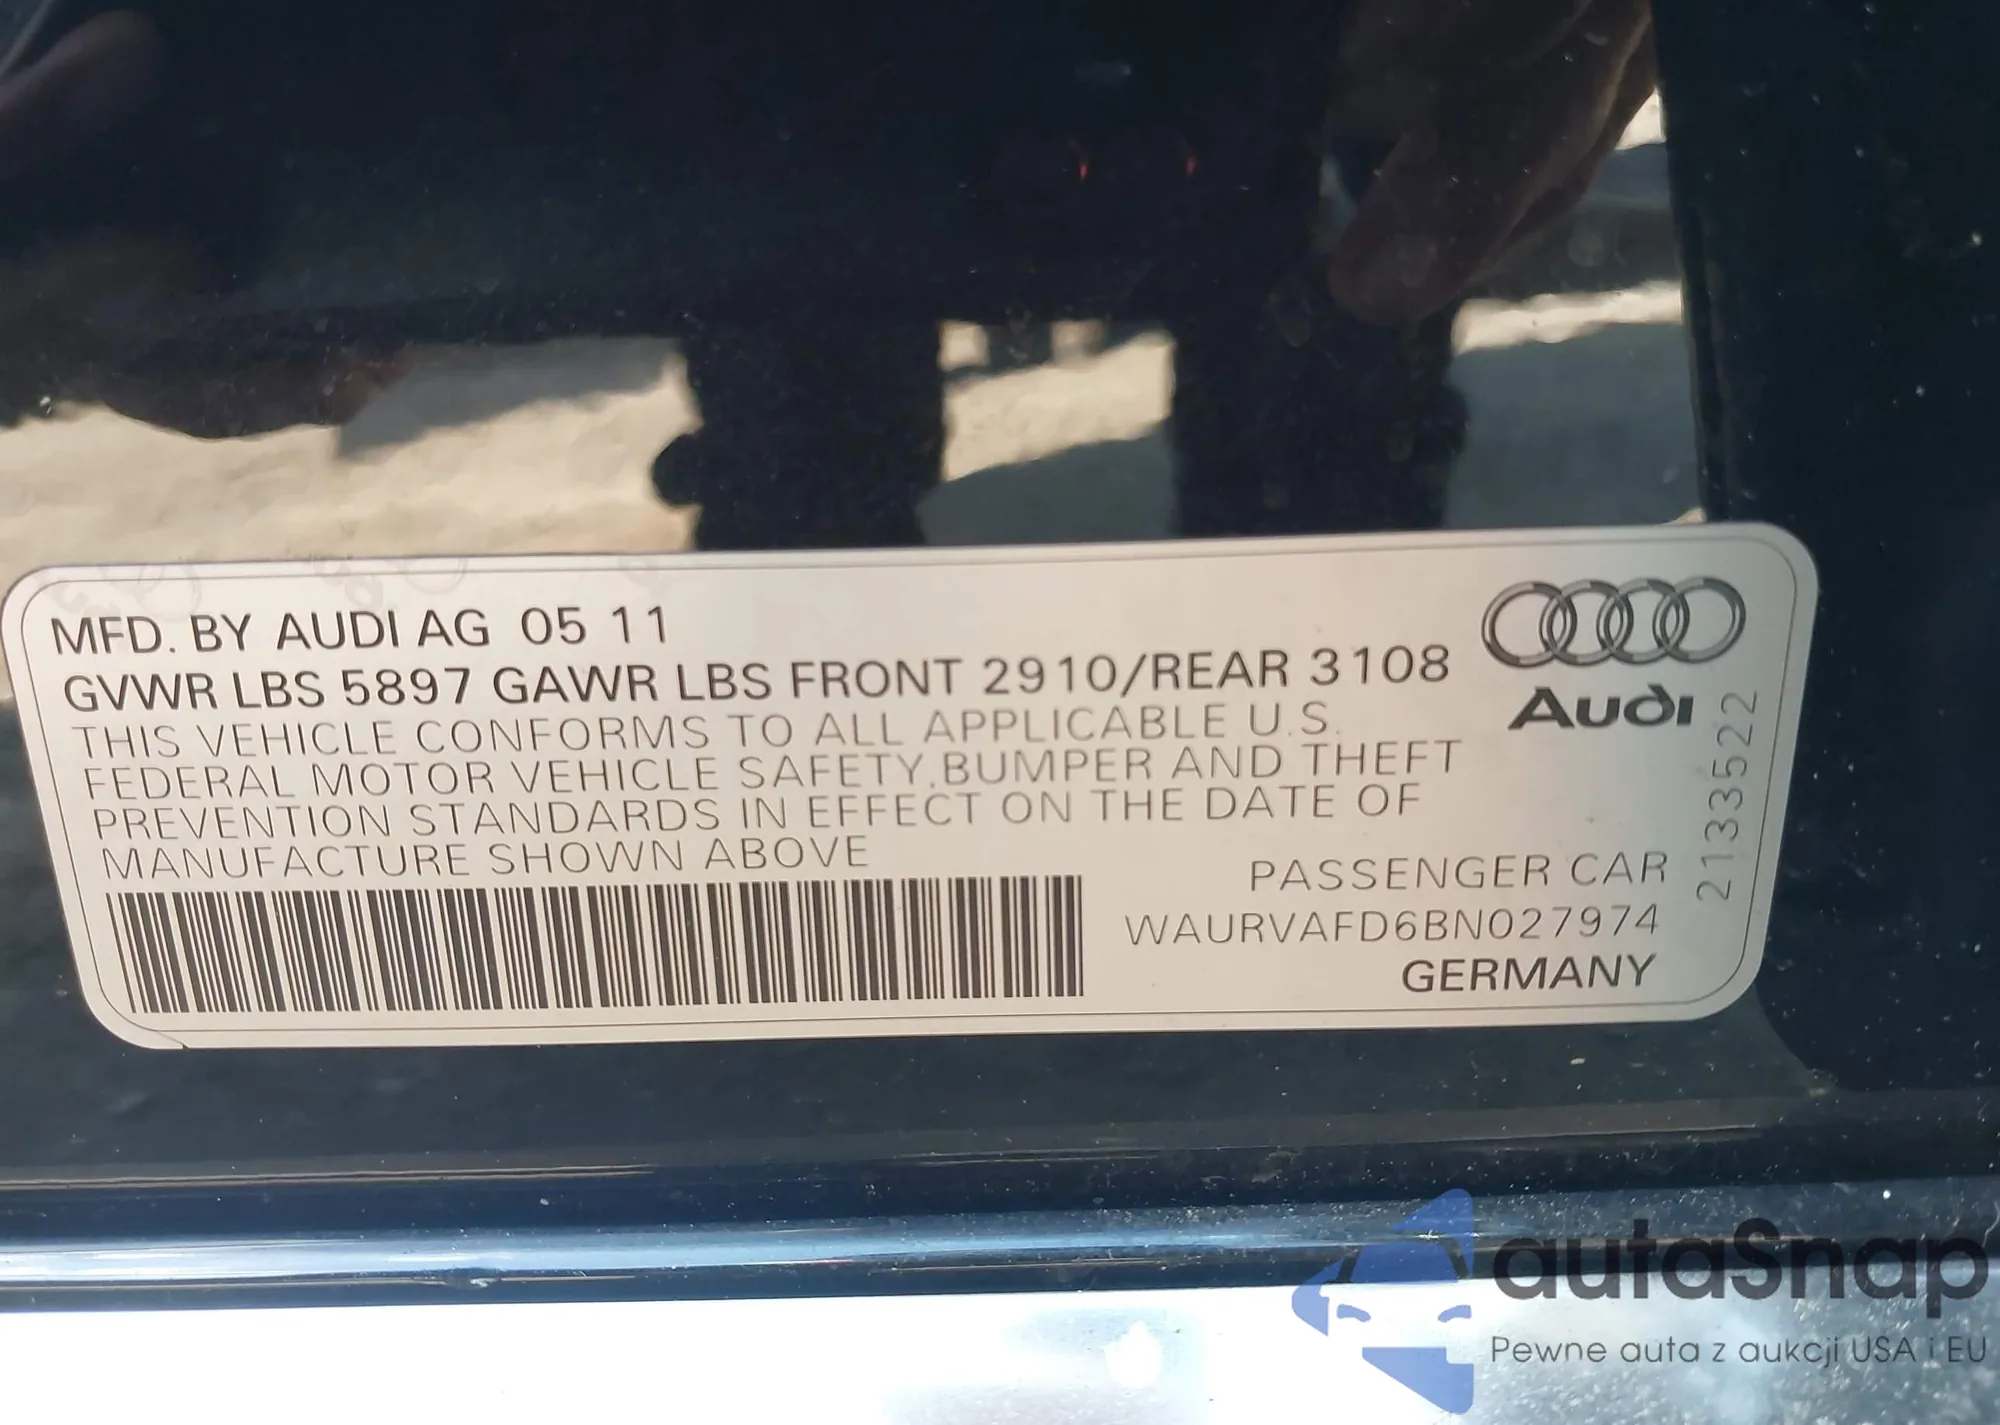 MFD. BY AUDI AG 05 11
GVWR LBS 5897 GAWR LBS FRONT 2910/REAR 3108
THIS VEHICLE CONFORMS TO ALL APPLICABLE U.S.
FEDERAL MOTOR VEHICLE SAFETY,BUMPER AND THEFT
PREVENTION STANDARDS IN EFFECT ON THE DATE OF
MANUFACTURE SHOWN ABOVE
Audi
2133522
PASSENGER CAR
WAURVAFD6BN027974
GERMANY
autaSnap
Pewne auta z aukcji USA i EU